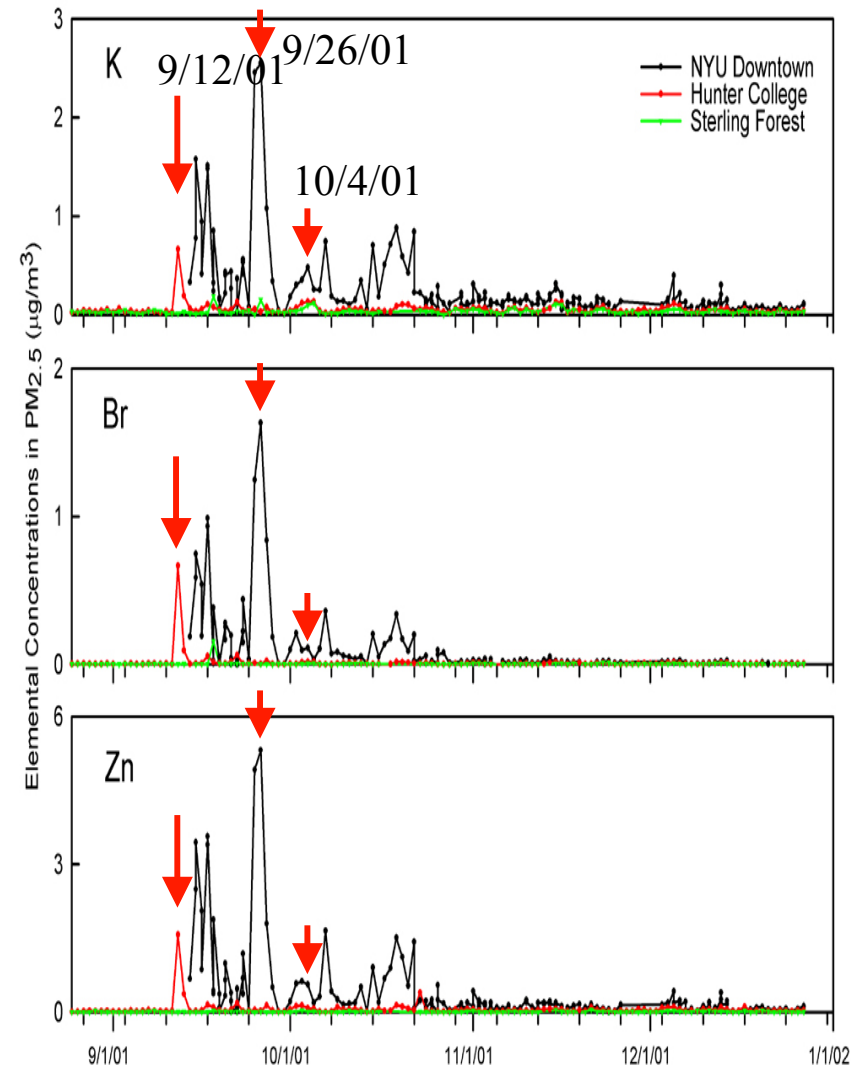 Elemental Concentrations in PM2.5 (µg/m³)
3
K
9/12/01
9/26/01
NYU Downtown
Hunter College
Sterling Forest
2
10/4/01
1
0
2
Br
1
0
6
Zn
3
0
9/1/01
10/1/01
11/1/01
12/1/01
1/1/02